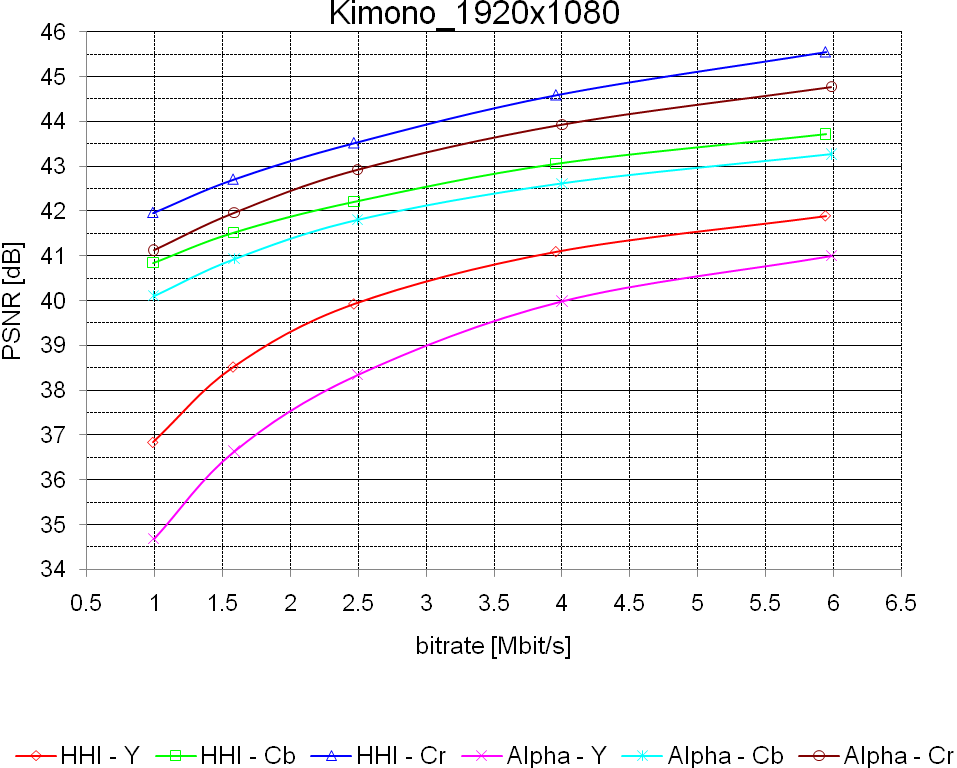 Kimono_1920x1080
46
45
44
43
42
41
40
39
38
37
36
35
34
PSNR [dB]
0.5 1 1.5 2 2.5 3 3.5 4 4.5 5 5.5 6 6.5
bitrate [Mbit/s]
HHI - Y HHI - Cb HHI - Cr Alpha - Y Alpha - Cb Alpha - Cr